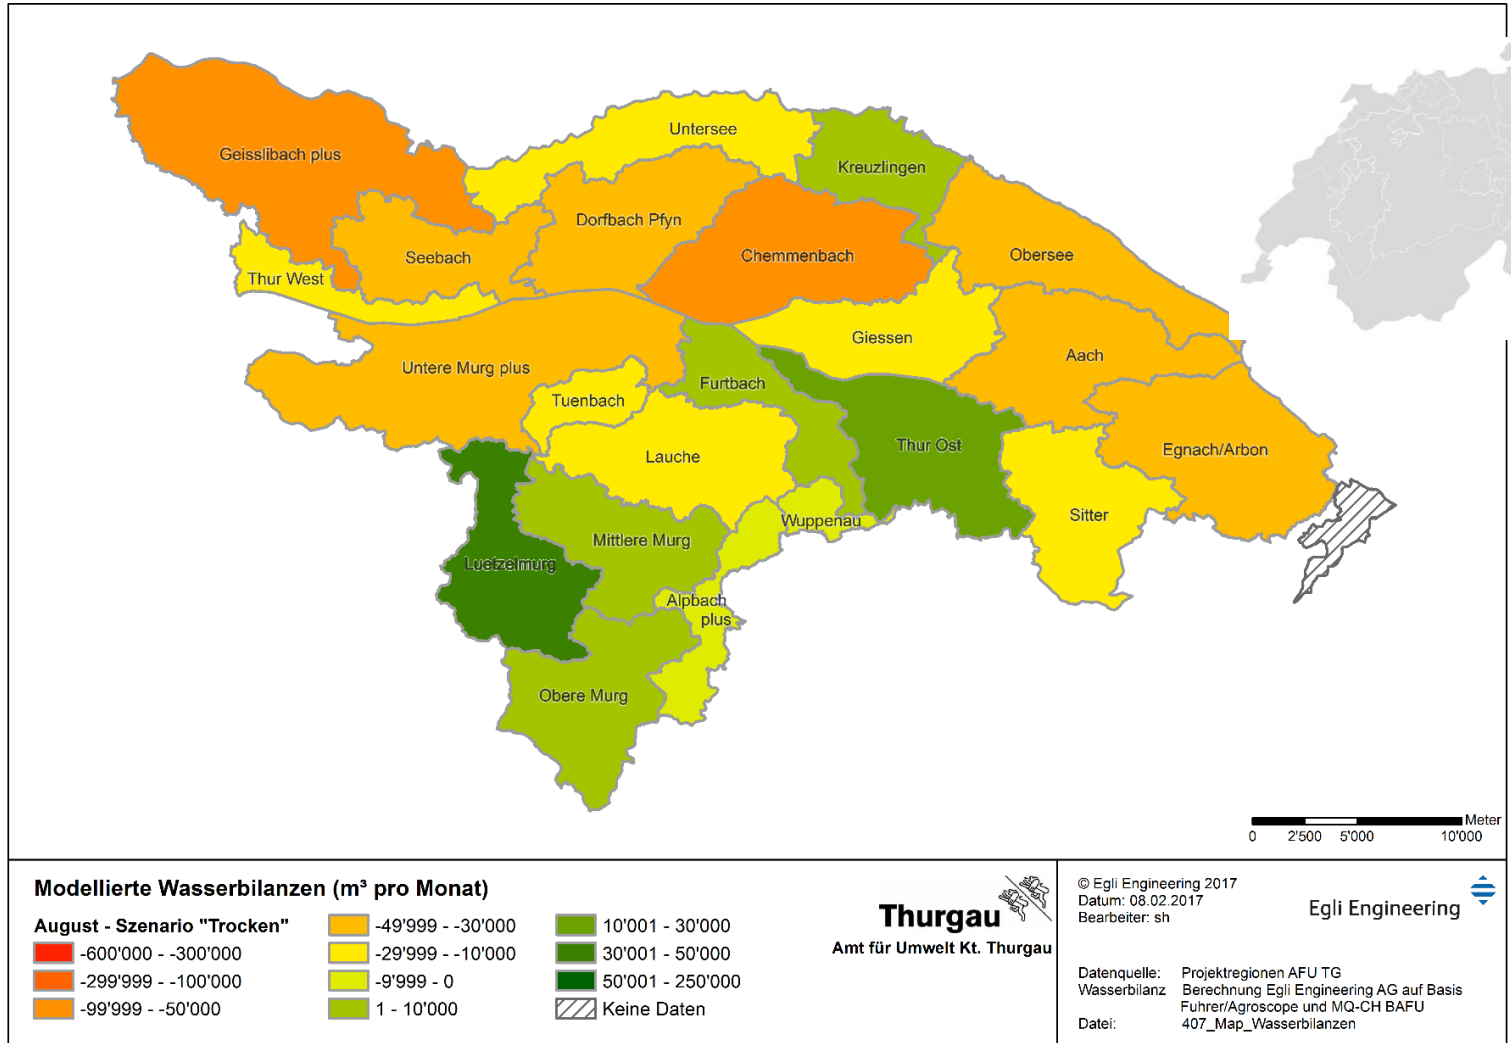 Untersee
Geisslibach plus
Kreuzlingen
Dorfbach Pfyn
Seebach
Chemmenbach
Obersee
Thur West
Giessen
Aach
Untere Murg plus
Furtbach
Tuenbach
Thur Ost
Egnach/Arbon
Lauche
Sitter
Wuppenau
Mittlere Murg
Luetzelmurg
Alpbach
plus
Obere Murg
Meter
0 2'500 5'000 10'000
Modellierte Wasserbilanzen (m³ pro Monat)
August - Szenario "Trocken"
-600'000 - -300'000
-299'999 - -100'000
-99'999 - -50'000
-49'999 - -30'000
-29'999 - -10'000
-9'999 - 0
1 - 10'000
10'001 - 30'000
30'001 - 50'000
50'001 - 250'000
Keine Daten
Thurgau
Amt für Umwelt Kt. Thurgau
© Egli Engineering 2017
Datum: 08.02.2017
Bearbeiter: sh
Egli Engineering
Datenquelle: Projektregionen AFU TG
Wasserbilanz Berechnung Egli Engineering AG auf Basis
Fuhrer/Agroscope und MQ-CH BAFU
Datei: 407_Map_Wasserbilanzen